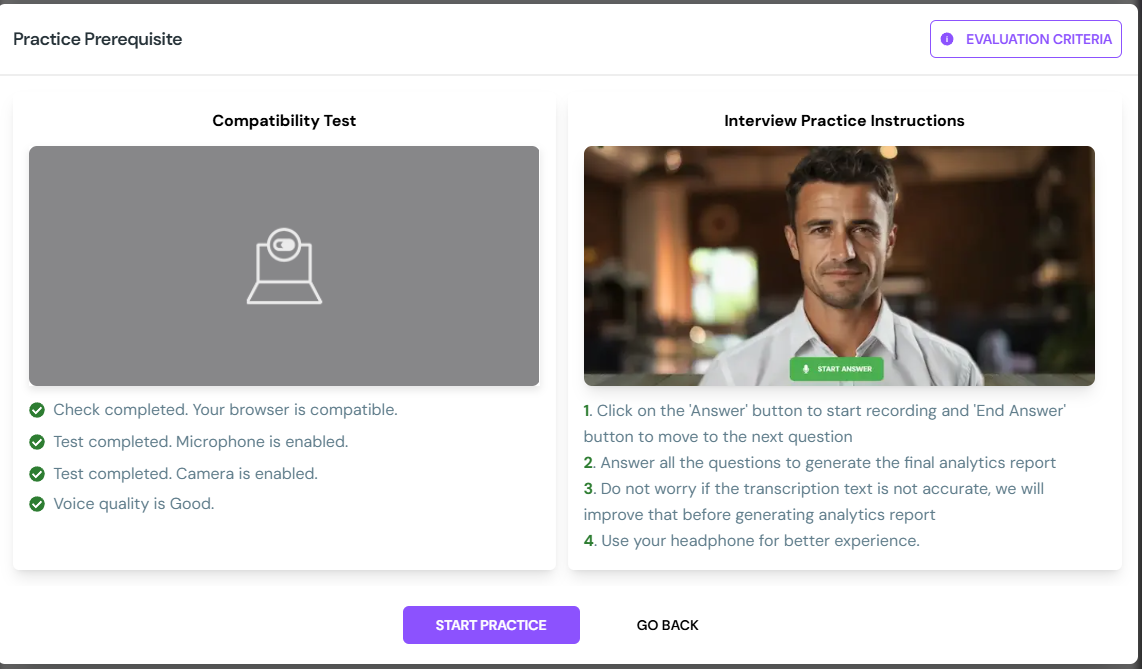 Practice Prerequisite
EVALUATION CRITERIA
Compatibility Test
Check completed. Your browser is compatible.
Test completed. Microphone is enabled.
Test completed. Camera is enabled.
Voice quality is Good.
Interview Practice Instructions
START ANSWER
1. Click on the 'Answer' button to start recording and 'End Answer'
button to move to the next question
2. Answer all the questions to generate the final analytics report
3. Do not worry if the transcription text is not accurate, we will
improve that before generating analytics report
4. Use your headphone for better experience.
START PRACTICE
GO BACK